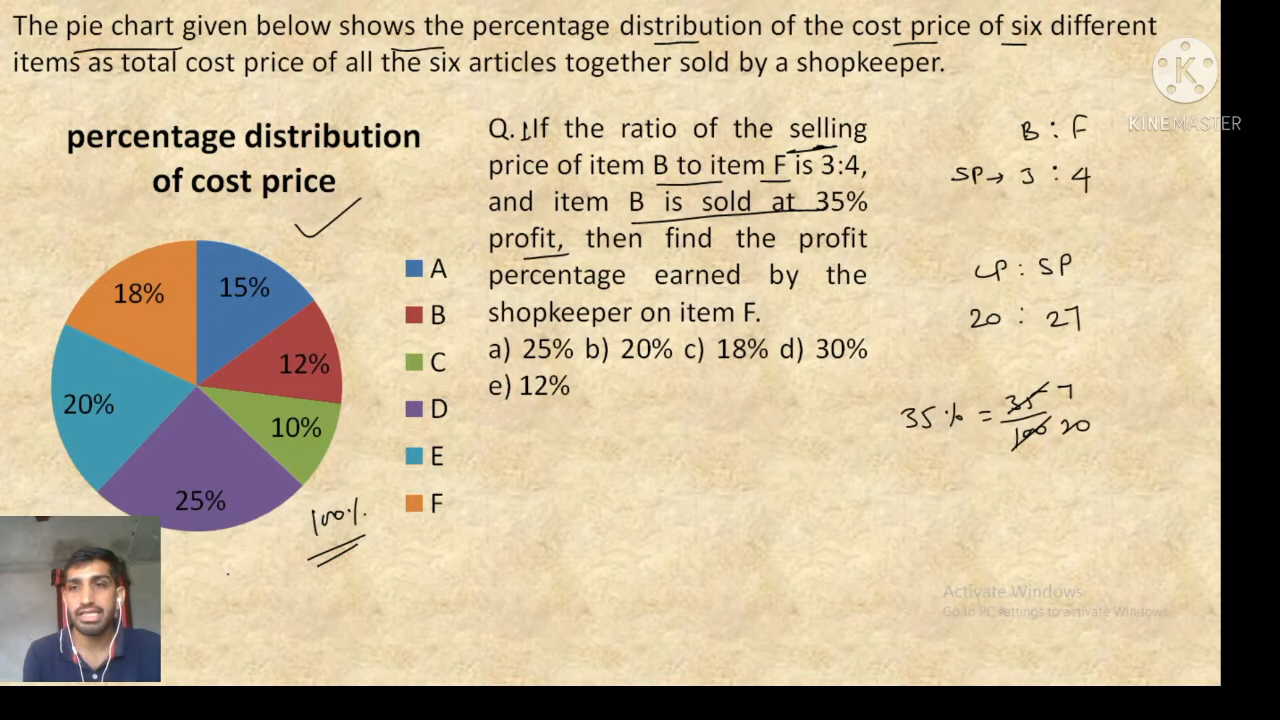 The pie chart given below shows the percentage distribution of the cost price of six different
items as total cost price of all the six articles together sold by a shopkeeper.
K
KINEMASTER
percentage distribution
of cost price
15%
12%
10%
25%
20%
18%
A
B
C
D
E
F
100%
Q. 1 If the ratio of the selling
price of item B to item F is 3:4,
and item B is sold at 35%
profit, then find the profit
percentage earned by the
shopkeeper on item F.
a) 25% b) 20% c) 18% d) 30%
e) 12%
B : F
SP→ 3 : 4
CP : SP
20 : 27
35% = 35/100 7/20
Activate Windows
Go to PC settings to activate Windows.